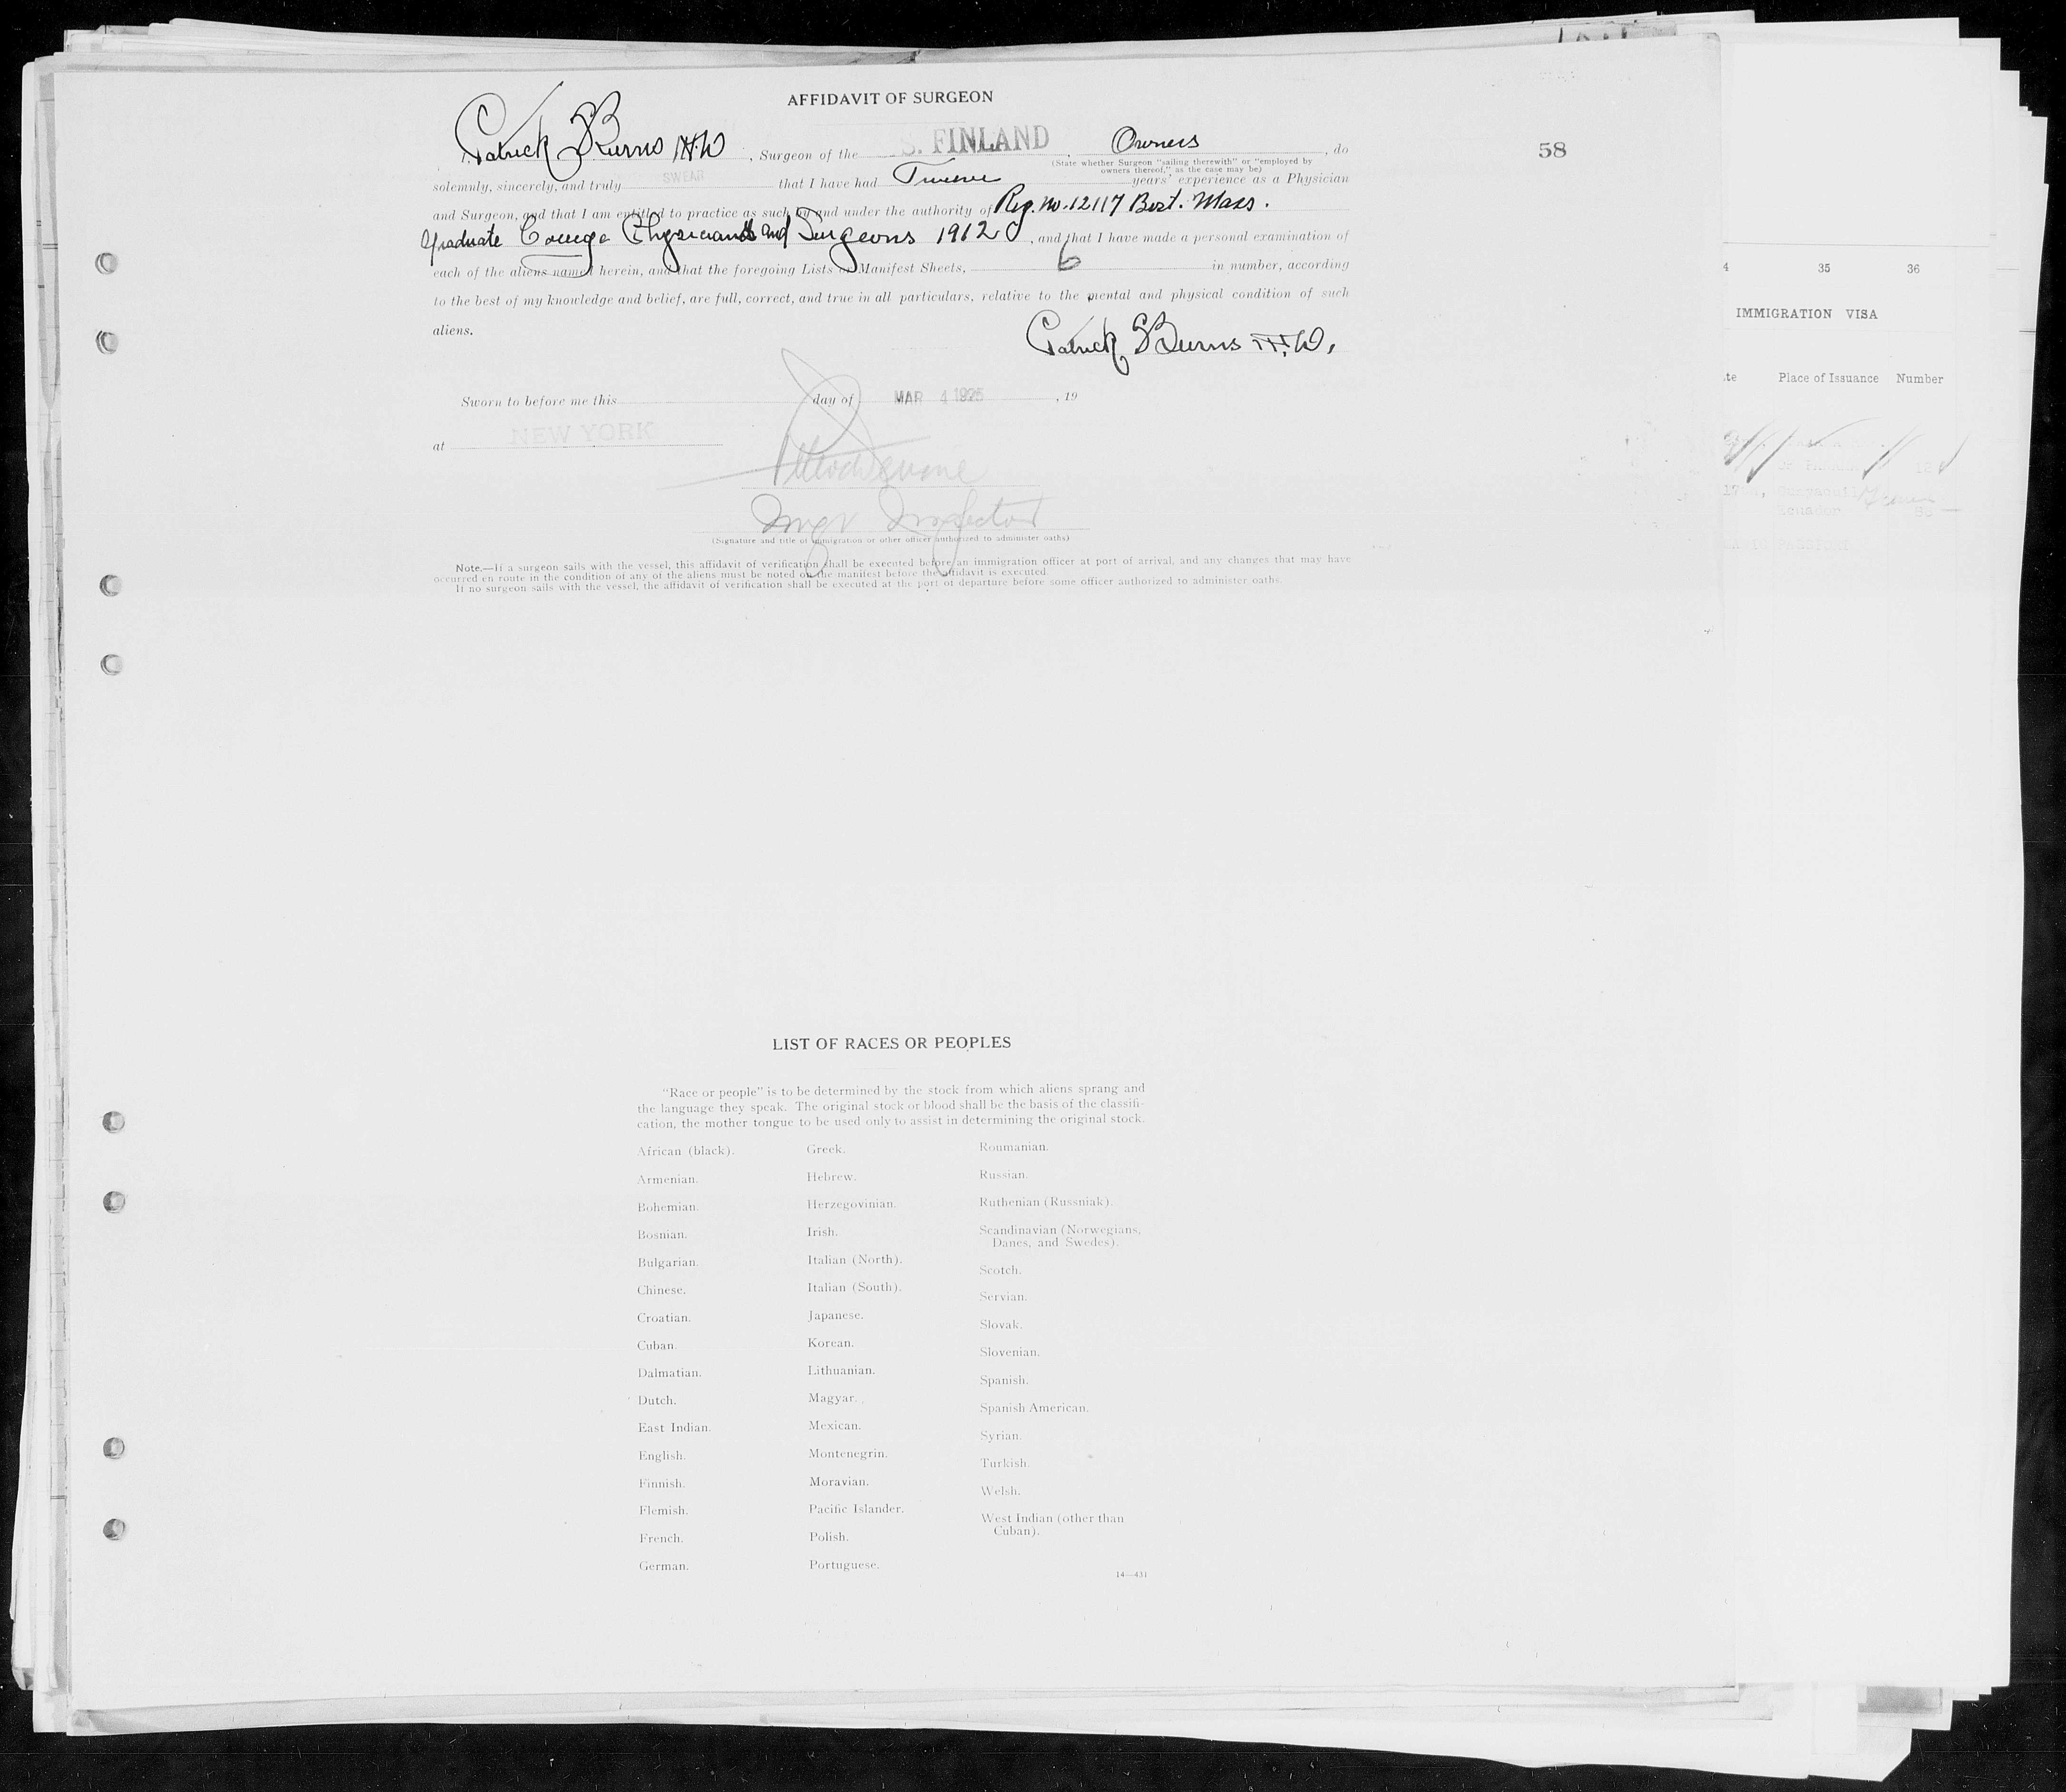 AFFIDAVIT OF SURGEON
58
I, Patrick S Burns M.D., Surgeon of the S. FINLAND, Owners, do
(State whether Surgeon “sailing therewith” or “employed by
owners thereof,” as the case may be)
solemnly, sincerely, and truly SWEAR that I have had Twelve years' experience as a Physician
and Surgeon, and that I am entitled to practice as such by and under the authority of Reg. No. 12117 Bost. Mass.
Graduate College Physicians and Surgeons 1912, and that I have made a personal examination of
each of the aliens named herein, and that the foregoing Lists or Manifest Sheets, 6 in number, according
to the best of my knowledge and belief, are full, correct, and true in all particulars, relative to the mental and physical condition of such
aliens.
Patrick S Burns M.D.
Sworn to before me this day of MAR 4 1925, 19
at NEW YORK
Inspector
(Signature and title of immigration or other officer authorized to administer oaths)
Note.—If a surgeon sails with the vessel, this affidavit of verification shall be executed before an immigration officer at port of arrival, and any changes that may have
occurred en route in the condition of any of the aliens must be noted on the manifest before the affidavit is executed.
If no surgeon sails with the vessel, the affidavit of verification shall be executed at the port of departure before some officer authorized to administer oaths.
LIST OF RACES OR PEOPLES
“Race or people” is to be determined by the stock from which aliens sprang and
the language they speak. The original stock or blood shall be the basis of the classifi-
cation, the mother tongue to be used only to assist in determining the original stock.
African (black).
Armenian.
Bohemian.
Bosnian.
Bulgarian.
Chinese.
Croatian.
Cuban.
Dalmatian.
Dutch.
East Indian.
English.
Finnish.
Flemish.
French.
German.
Greek.
Hebrew.
Herzegovinian.
Irish.
Italian (North).
Italian (South).
Japanese.
Korean.
Lithuanian.
Magyar.
Mexican.
Montenegrin.
Moravian.
Pacific Islander.
Polish.
Portuguese.
Roumanian.
Russian.
Ruthenian (Russniak).
Scandinavian (Norwegians,
Danes, and Swedes).
Scotch.
Servian.
Slovak.
Slovenian.
Spanish.
Spanish American.
Syrian.
Turkish.
Welsh.
West Indian (other than
Cuban).
14—431
4 35 36
IMMIGRATION VISA
te Place of Issuance Number
Ecuador